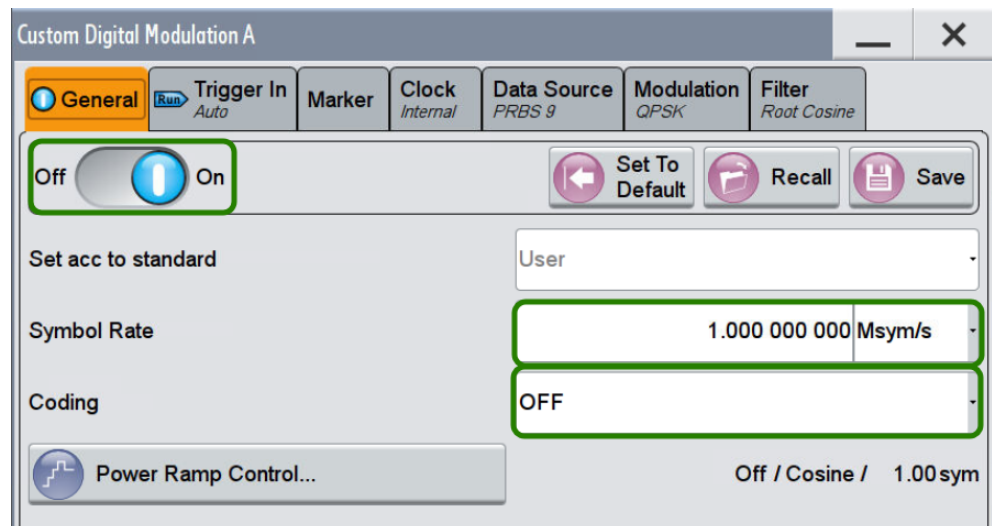 Custom Digital Modulation A
General
Run
Trigger In
Auto
Marker
Clock
Internal
Data Source
PRBS 9
Modulation
QPSK
Filter
Root Cosine
Off
On
Set To
Default
Recall
Save
Set acc to standard
User
Symbol Rate
1.000 000 000 Msym/s
Coding
OFF
Power Ramp Control...
Off / Cosine / 1.00 sym